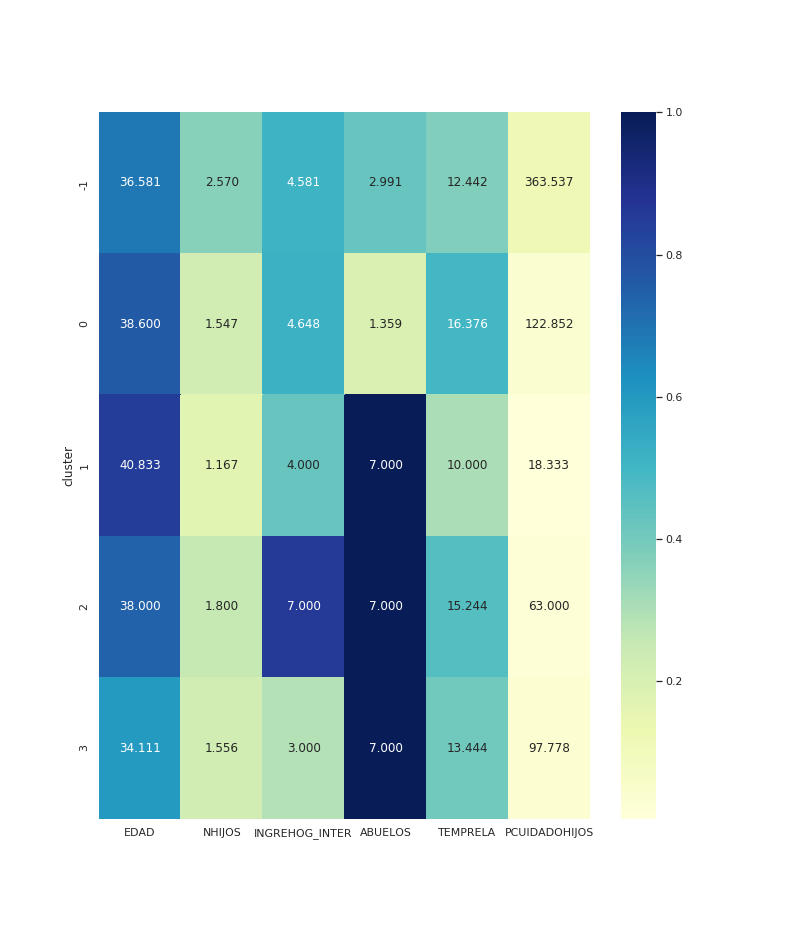 1.0
-1 36.581 2.570 4.581 2.991 12.442 363.537
0.8
0 38.600 1.547 4.648 1.359 16.376 122.852
0.6
cluster
1 40.833 1.167 4.000 7.000 10.000 18.333
0.4
2 38.000 1.800 7.000 7.000 15.244 63.000
0.2
3 34.111 1.556 3.000 7.000 13.444 97.778
EDAD NHIJOS INGREHOG_INTER ABUELOS TEMPRELA PCUIDADOHIJOS